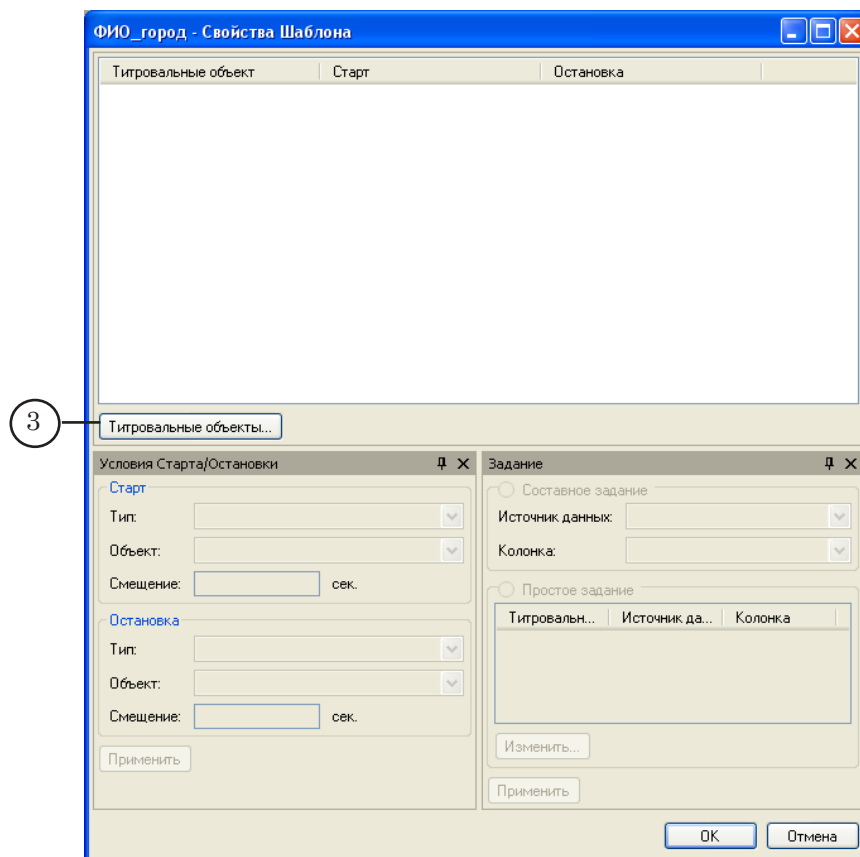 ФИО_город - Свойства Шаблона
Титровальные объект Старт Остановка
3
Титровальные объекты...
Условия Старта/Остановки
Старт
Тип:
Объект:
Смещение: сек.
Остановка
Тип:
Объект:
Смещение: сек.
Применить
Задание
Составное задание
Источник данных:
Колонка:
Простое задание
Титровальн... Источник да... Колонка
Изменить...
Применить
OK Отмена